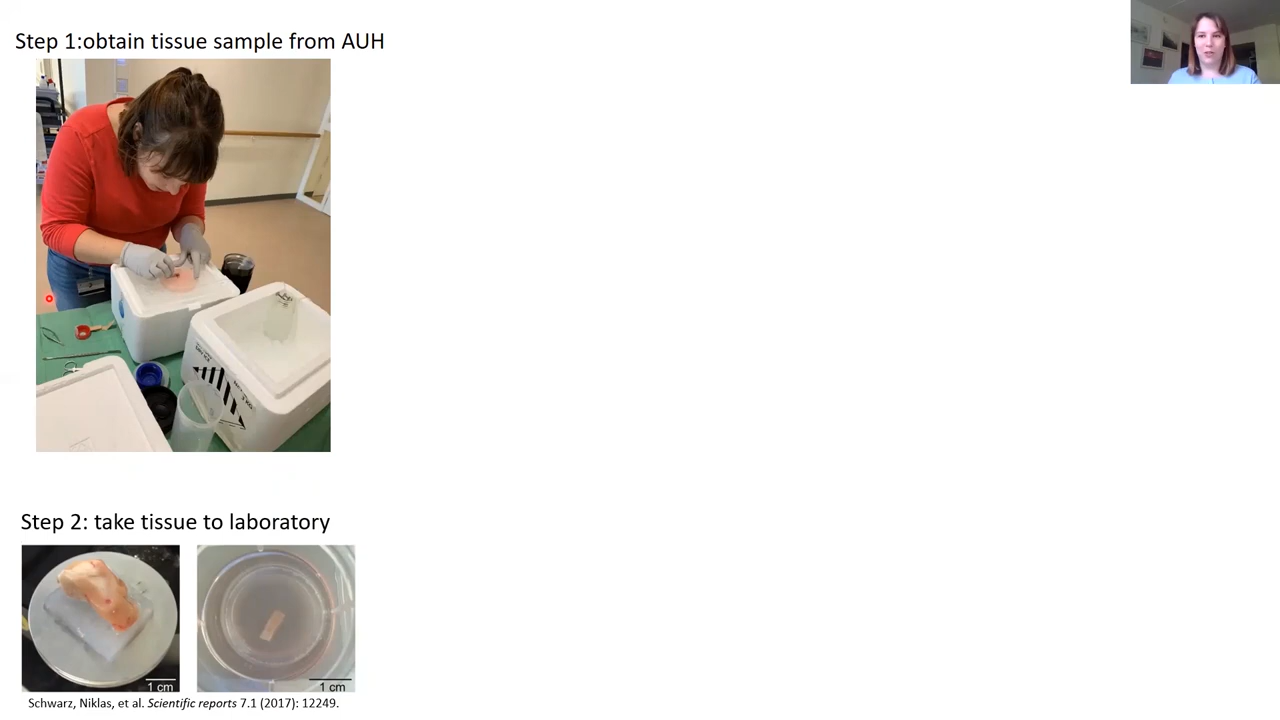 Step 1:obtain tissue sample from AUH
Step 2: take tissue to laboratory
1 cm
1 cm
Schwarz, Niklas, et al. Scientific reports 7.1 (2017): 12249.